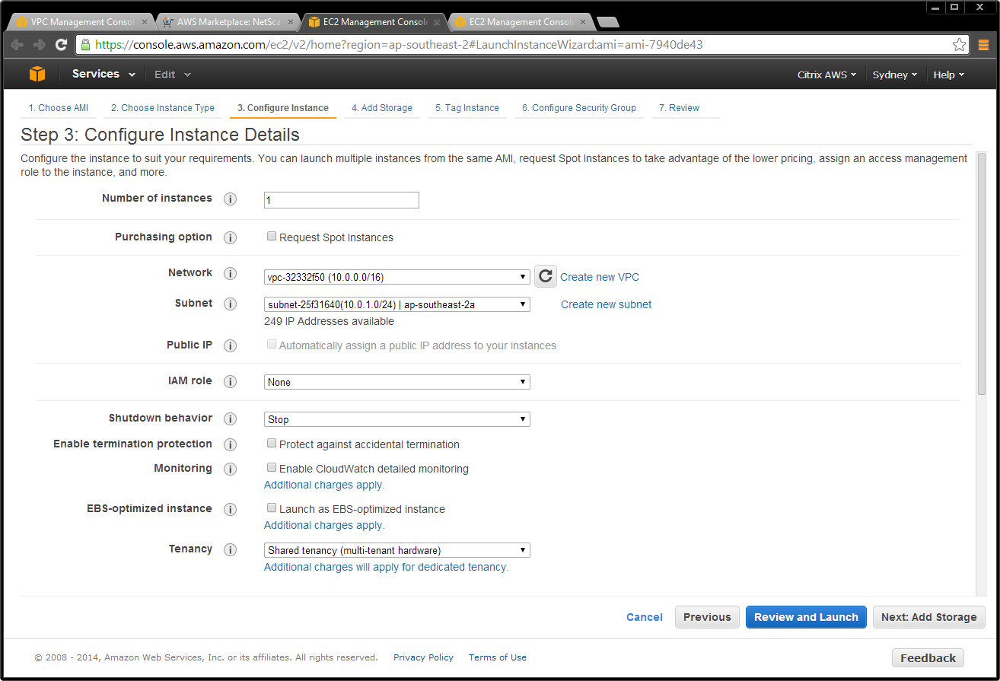 VPC Management Consol
AWS Marketplace: NetSca
EC2 Management Console
EC2 Management Console
https://console.aws.amazon.com/ec2/v2/home?region=ap-southeast-2#LaunchInstanceWizard:ami=ami-7940de43
Services Edit Citrix AWS Sydney Help
1. Choose AMI 2. Choose Instance Type 3. Configure Instance 4. Add Storage 5. Tag Instance 6. Configure Security Group 7. Review
Step 3: Configure Instance Details
Configure the instance to suit your requirements. You can launch multiple instances from the same AMI, request Spot Instances to take advantage of the lower pricing, assign an access management
role to the instance, and more.
Number of instances i 1
Purchasing option i Request Spot Instances
Network i vpc-32332f50 (10.0.0.0/16) Create new VPC
Subnet i subnet-25f31640(10.0.1.0/24) | ap-southeast-2a Create new subnet
249 IP Addresses available
Public IP i Automatically assign a public IP address to your instances
IAM role i None
Shutdown behavior i Stop
Enable termination protection i Protect against accidental termination
Monitoring i Enable CloudWatch detailed monitoring
Additional charges apply.
EBS-optimized instance i Launch as EBS-optimized instance
Additional charges apply.
Tenancy i Shared tenancy (multi-tenant hardware)
Additional charges will apply for dedicated tenancy.
Cancel Previous Review and Launch Next: Add Storage
© 2008 - 2014, Amazon Web Services, Inc. or its affiliates. All rights reserved. Privacy Policy Terms of Use Feedback